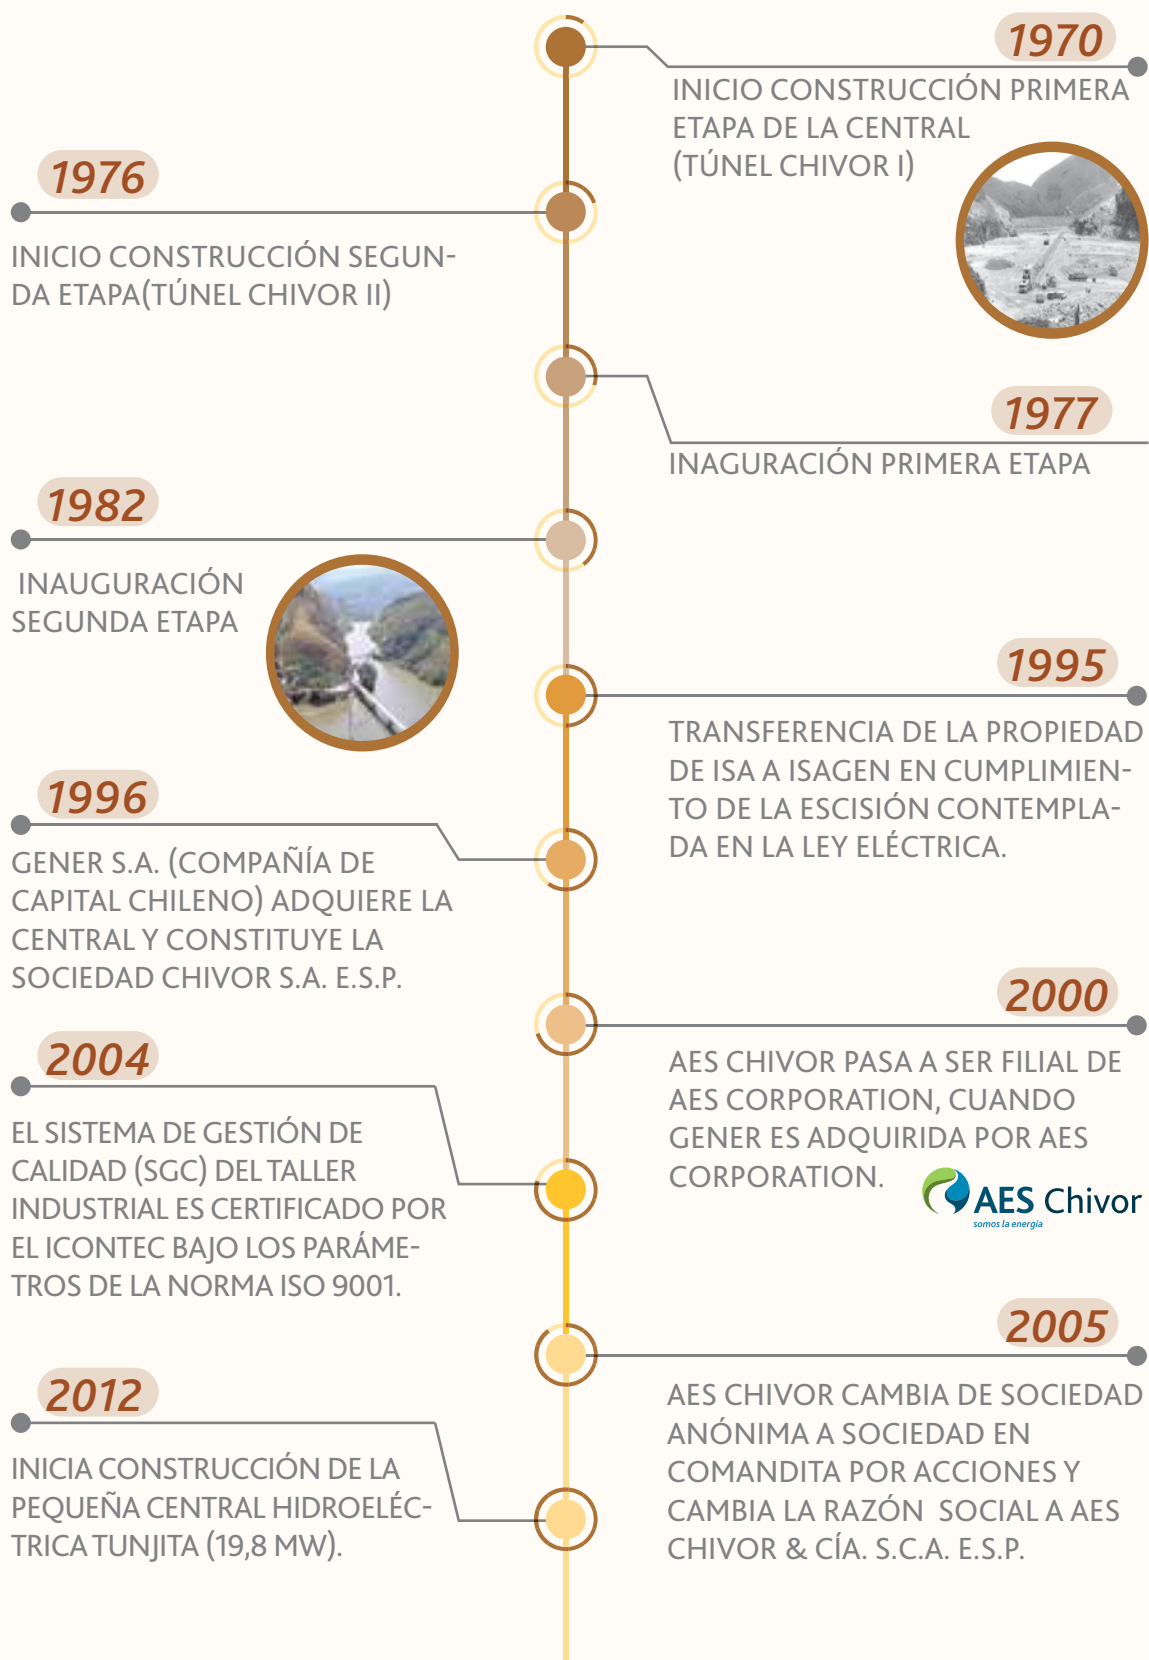 1970
INICIO CONSTRUCCIÓN PRIMERA
ETAPA DE LA CENTRAL
(TÚNEL CHIVOR I)
1976
INICIO CONSTRUCCIÓN SEGUN-
DA ETAPA(TÚNEL CHIVOR II)
1977
INAGURACIÓN PRIMERA ETAPA
1982
INAUGURACIÓN
SEGUNDA ETAPA
1995
TRANSFERENCIA DE LA PROPIEDAD
DE ISA A ISAGEN EN CUMPLIMIEN-
TO DE LA ESCISIÓN CONTEMPLA-
DA EN LA LEY ELÉCTRICA.
1996
GENER S.A. (COMPAÑÍA DE
CAPITAL CHILENO) ADQUIERE LA
CENTRAL Y CONSTITUYE LA
SOCIEDAD CHIVOR S.A. E.S.P.
2000
AES CHIVOR PASA A SER FILIAL DE
AES CORPORATION, CUANDO
GENER ES ADQUIRIDA POR AES
CORPORATION.
AES Chivor
somos la energía
2004
EL SISTEMA DE GESTIÓN DE
CALIDAD (SGC) DEL TALLER
INDUSTRIAL ES CERTIFICADO POR
EL ICONTEC BAJO LOS PARÁME-
TROS DE LA NORMA ISO 9001.
2005
AES CHIVOR CAMBIA DE SOCIEDAD
ANÓNIMA A SOCIEDAD EN
COMANDITA POR ACCIONES Y
CAMBIA LA RAZÓN  SOCIAL A AES
CHIVOR & CÍA. S.C.A. E.S.P.
2012
INICIA CONSTRUCCIÓN DE LA
PEQUEÑA CENTRAL HIDROELÉC-
TRICA TUNJITA (19,8 MW).